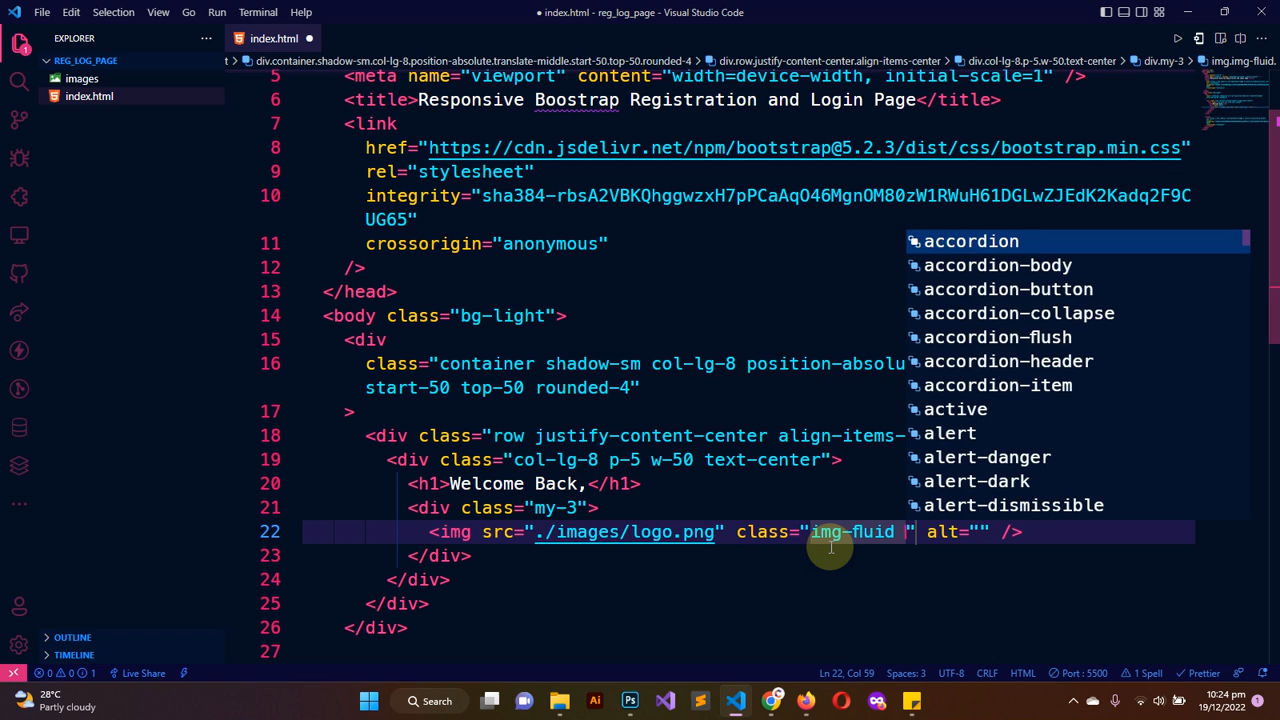 File Edit Selection View Go Run Terminal Help
● index.html - reg_log_page - Visual Studio Code
EXPLORER
REG_LOG_PAGE
images
index.html
OUTLINE
TIMELINE
index.html
t > div.container.shadow-sm.col-lg-8.position-absolute.translate-middle.start-50.top-50.rounded-4 > div.row.justify-content-center.align-items-center > div.col-lg-8.p-5.w-50.text-center > div.my-3 > img.img-fluid.
5 <meta name="viewport" content="width=device-width, initial-scale=1" />
6 <title>Responsive Boostrap Registration and Login Page</title>
7 <link
8 href="https://cdn.jsdelivr.net/npm/bootstrap@5.2.3/dist/css/bootstrap.min.css"
9 rel="stylesheet"
10 integrity="sha384-rbsA2VBKQhggwzxH7pPCaAqO46MgnOM80zW1RWuH61DGLwZJEdK2Kadq2F9C
UG65"
11 crossorigin="anonymous"
12 />
13 </head>
14 <body class="bg-light">
15 <div
16 class="container shadow-sm col-lg-8 position-absolu
start-50 top-50 rounded-4"
17 >
18 <div class="row justify-content-center align-items-
19 <div class="col-lg-8 p-5 w-50 text-center">
20 <h1>Welcome Back,</h1>
21 <div class="my-3">
22 <img src="./images/logo.png" class="img-fluid " alt="" />
23 </div>
24 </div>
25 </div>
26 </div>
27
accordion
accordion-body
accordion-button
accordion-collapse
accordion-flush
accordion-header
accordion-item
active
alert
alert-danger
alert-dark
alert-dismissible
0 0 1 Live Share
Ln 22, Col 59 Spaces: 3 UTF-8 CRLF HTML Port : 5500 1 Spell Prettier
28°C
Partly cloudy
Search
10:24 pm
19/12/2022